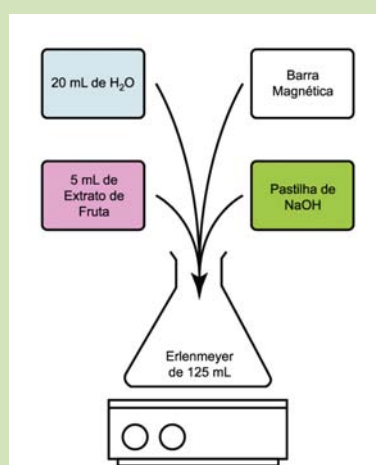 20 mL de H₂O
Barra
Magnética
5 mL de
Extrato de
Fruta
Pastilha de
NaOH
Erlenmeyer
de 125 mL